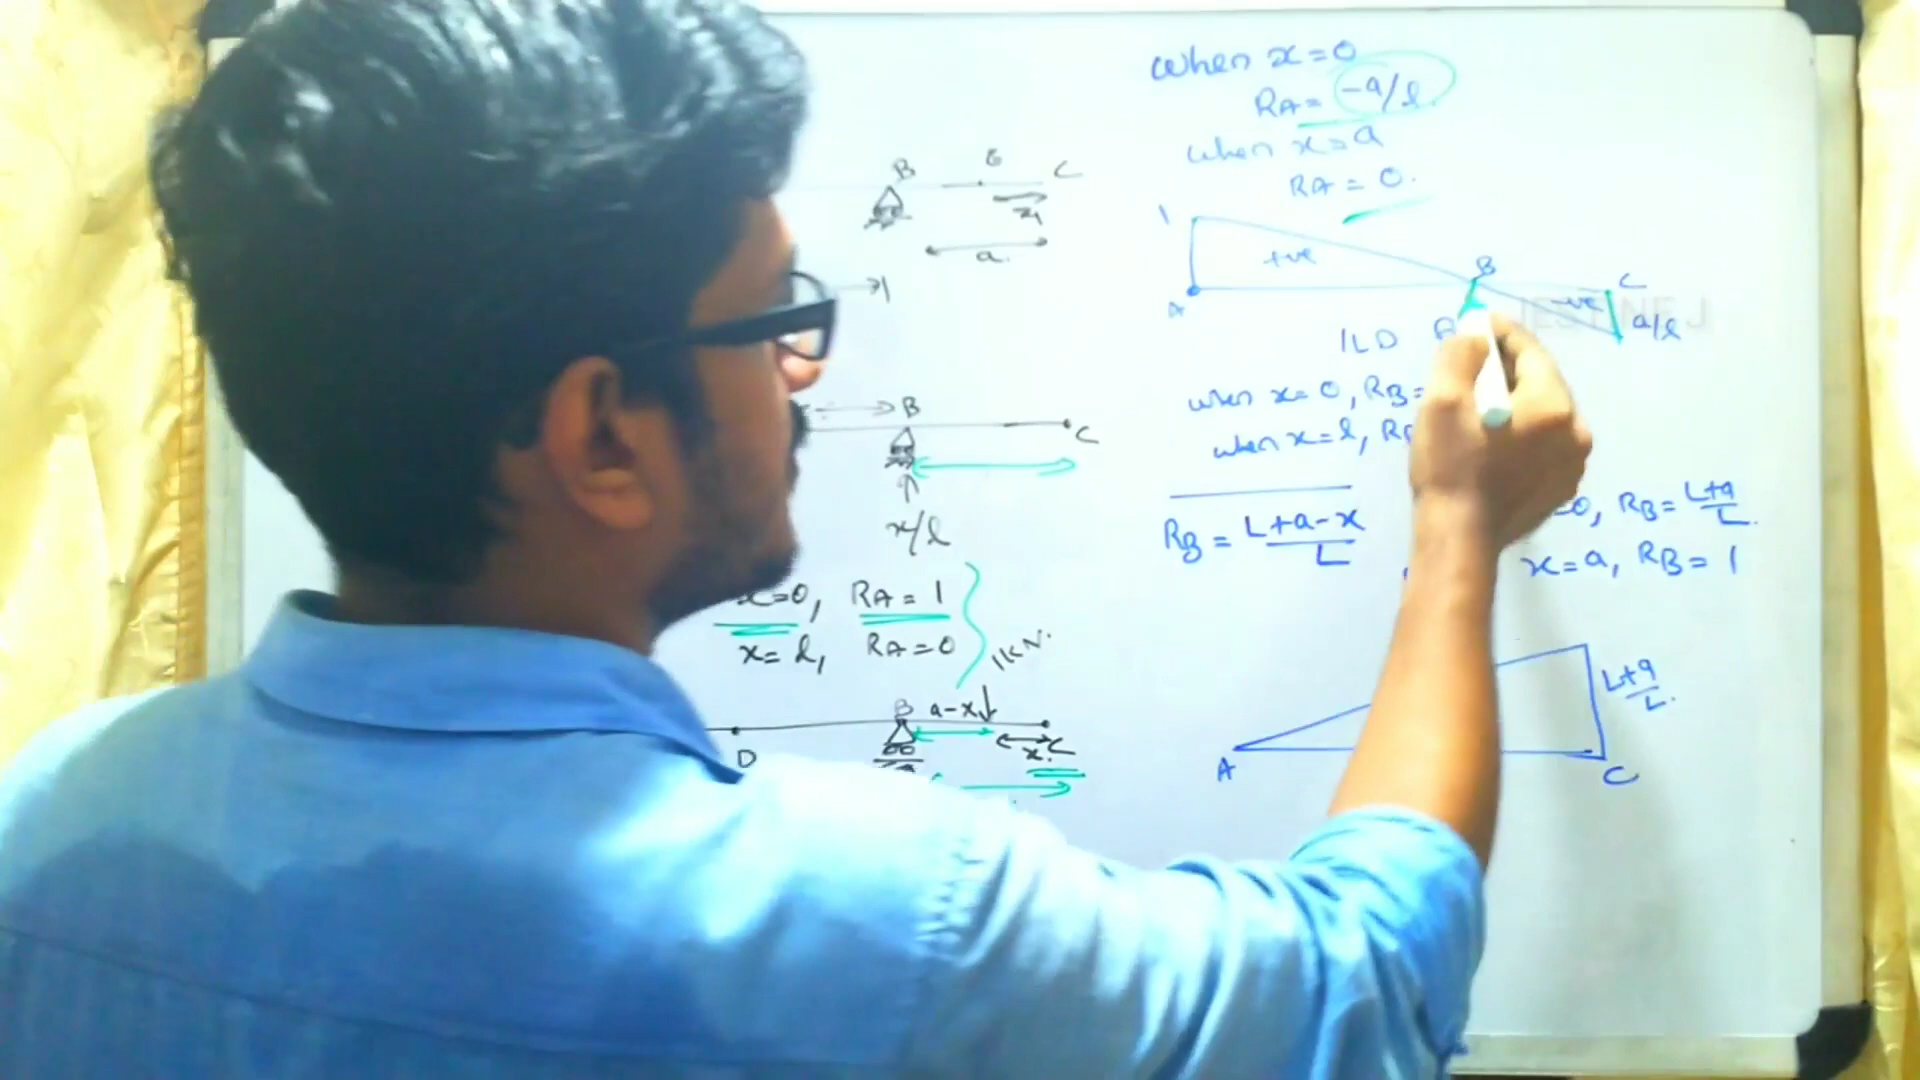 when x=0
RA= -a/l
when x=a
RA = 0.
B C
a.
1
+ve
A
B
C
-ve
a/l
ILD
B
C
x/l
when x=0, RB=
when x=l,
RB = L+a-x/L
=0, RB= L+a/L.
x=a, RB= 1
x=0, RA= 1
x= l, RA=0
1KN.
D
B
a-x
x.
C
A
C
L+a/L.